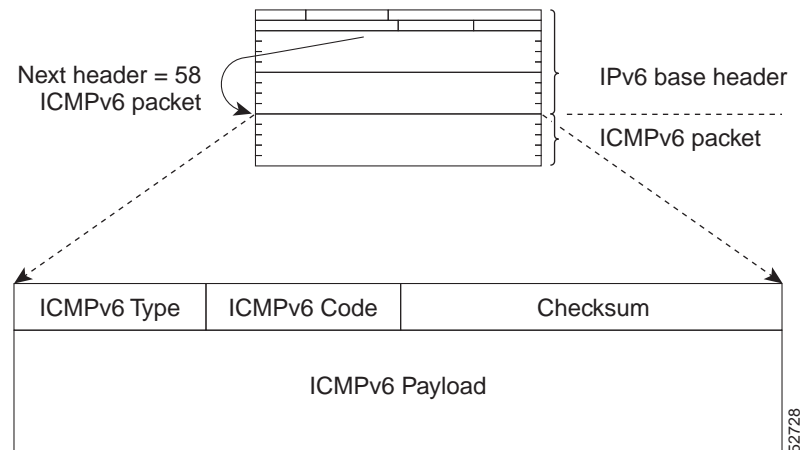 Next header = 58
ICMPv6 packet
IPv6 base header
ICMPv6 packet
ICMPv6 Type
ICMPv6 Code
Checksum
ICMPv6 Payload
52728